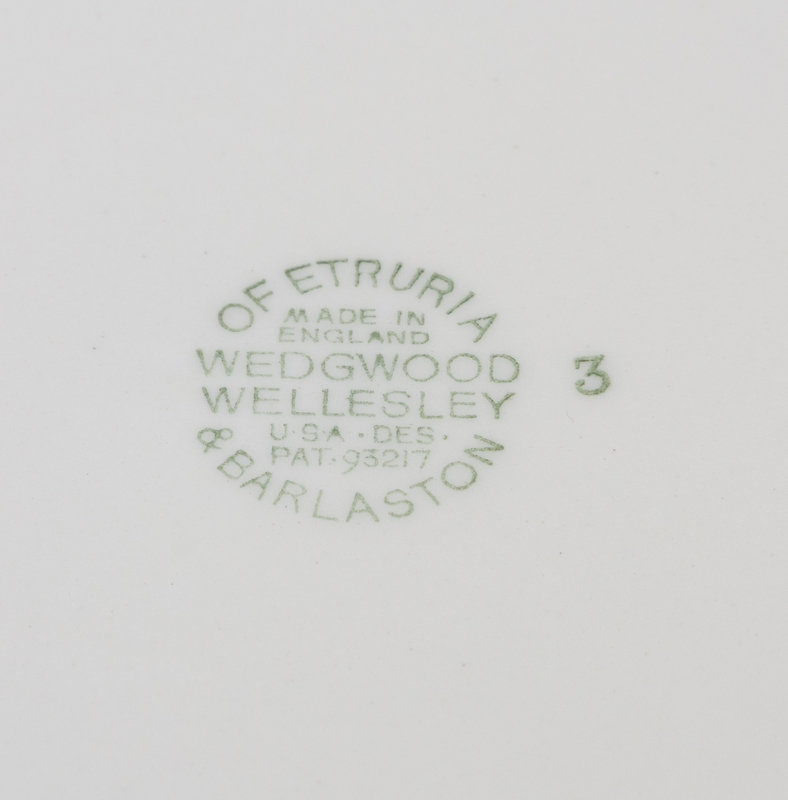 OF ETRURIA
MADE IN
ENGLAND
WEDGWOOD
WELLESLEY
U·S·A·DES·
PAT·93217
& BARLASTON
3